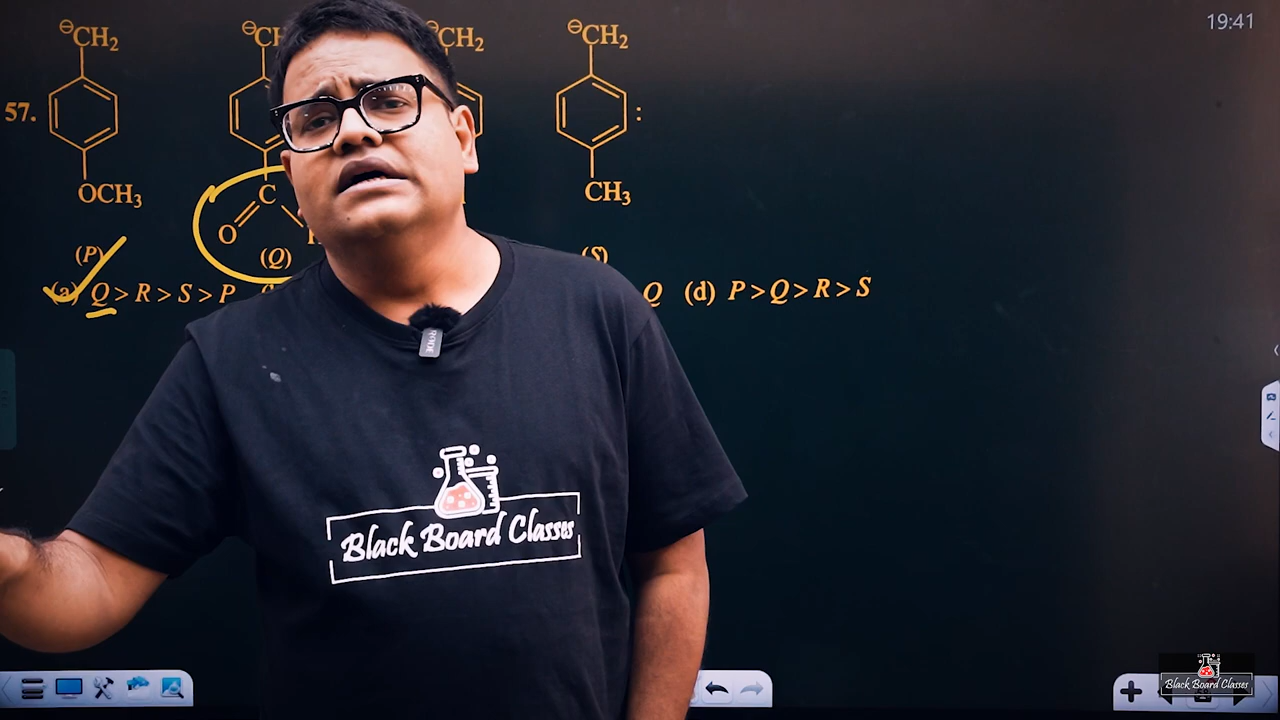 19:41
⊖CH₂ ⊖CH₂ ⊖CH₂
57. :
OCH₃ C CH₃
O
(P) (Q) (S)
(a) Q > R > S > P Q (d) P > Q > R > S
Black Board Classes
Black Board Classes